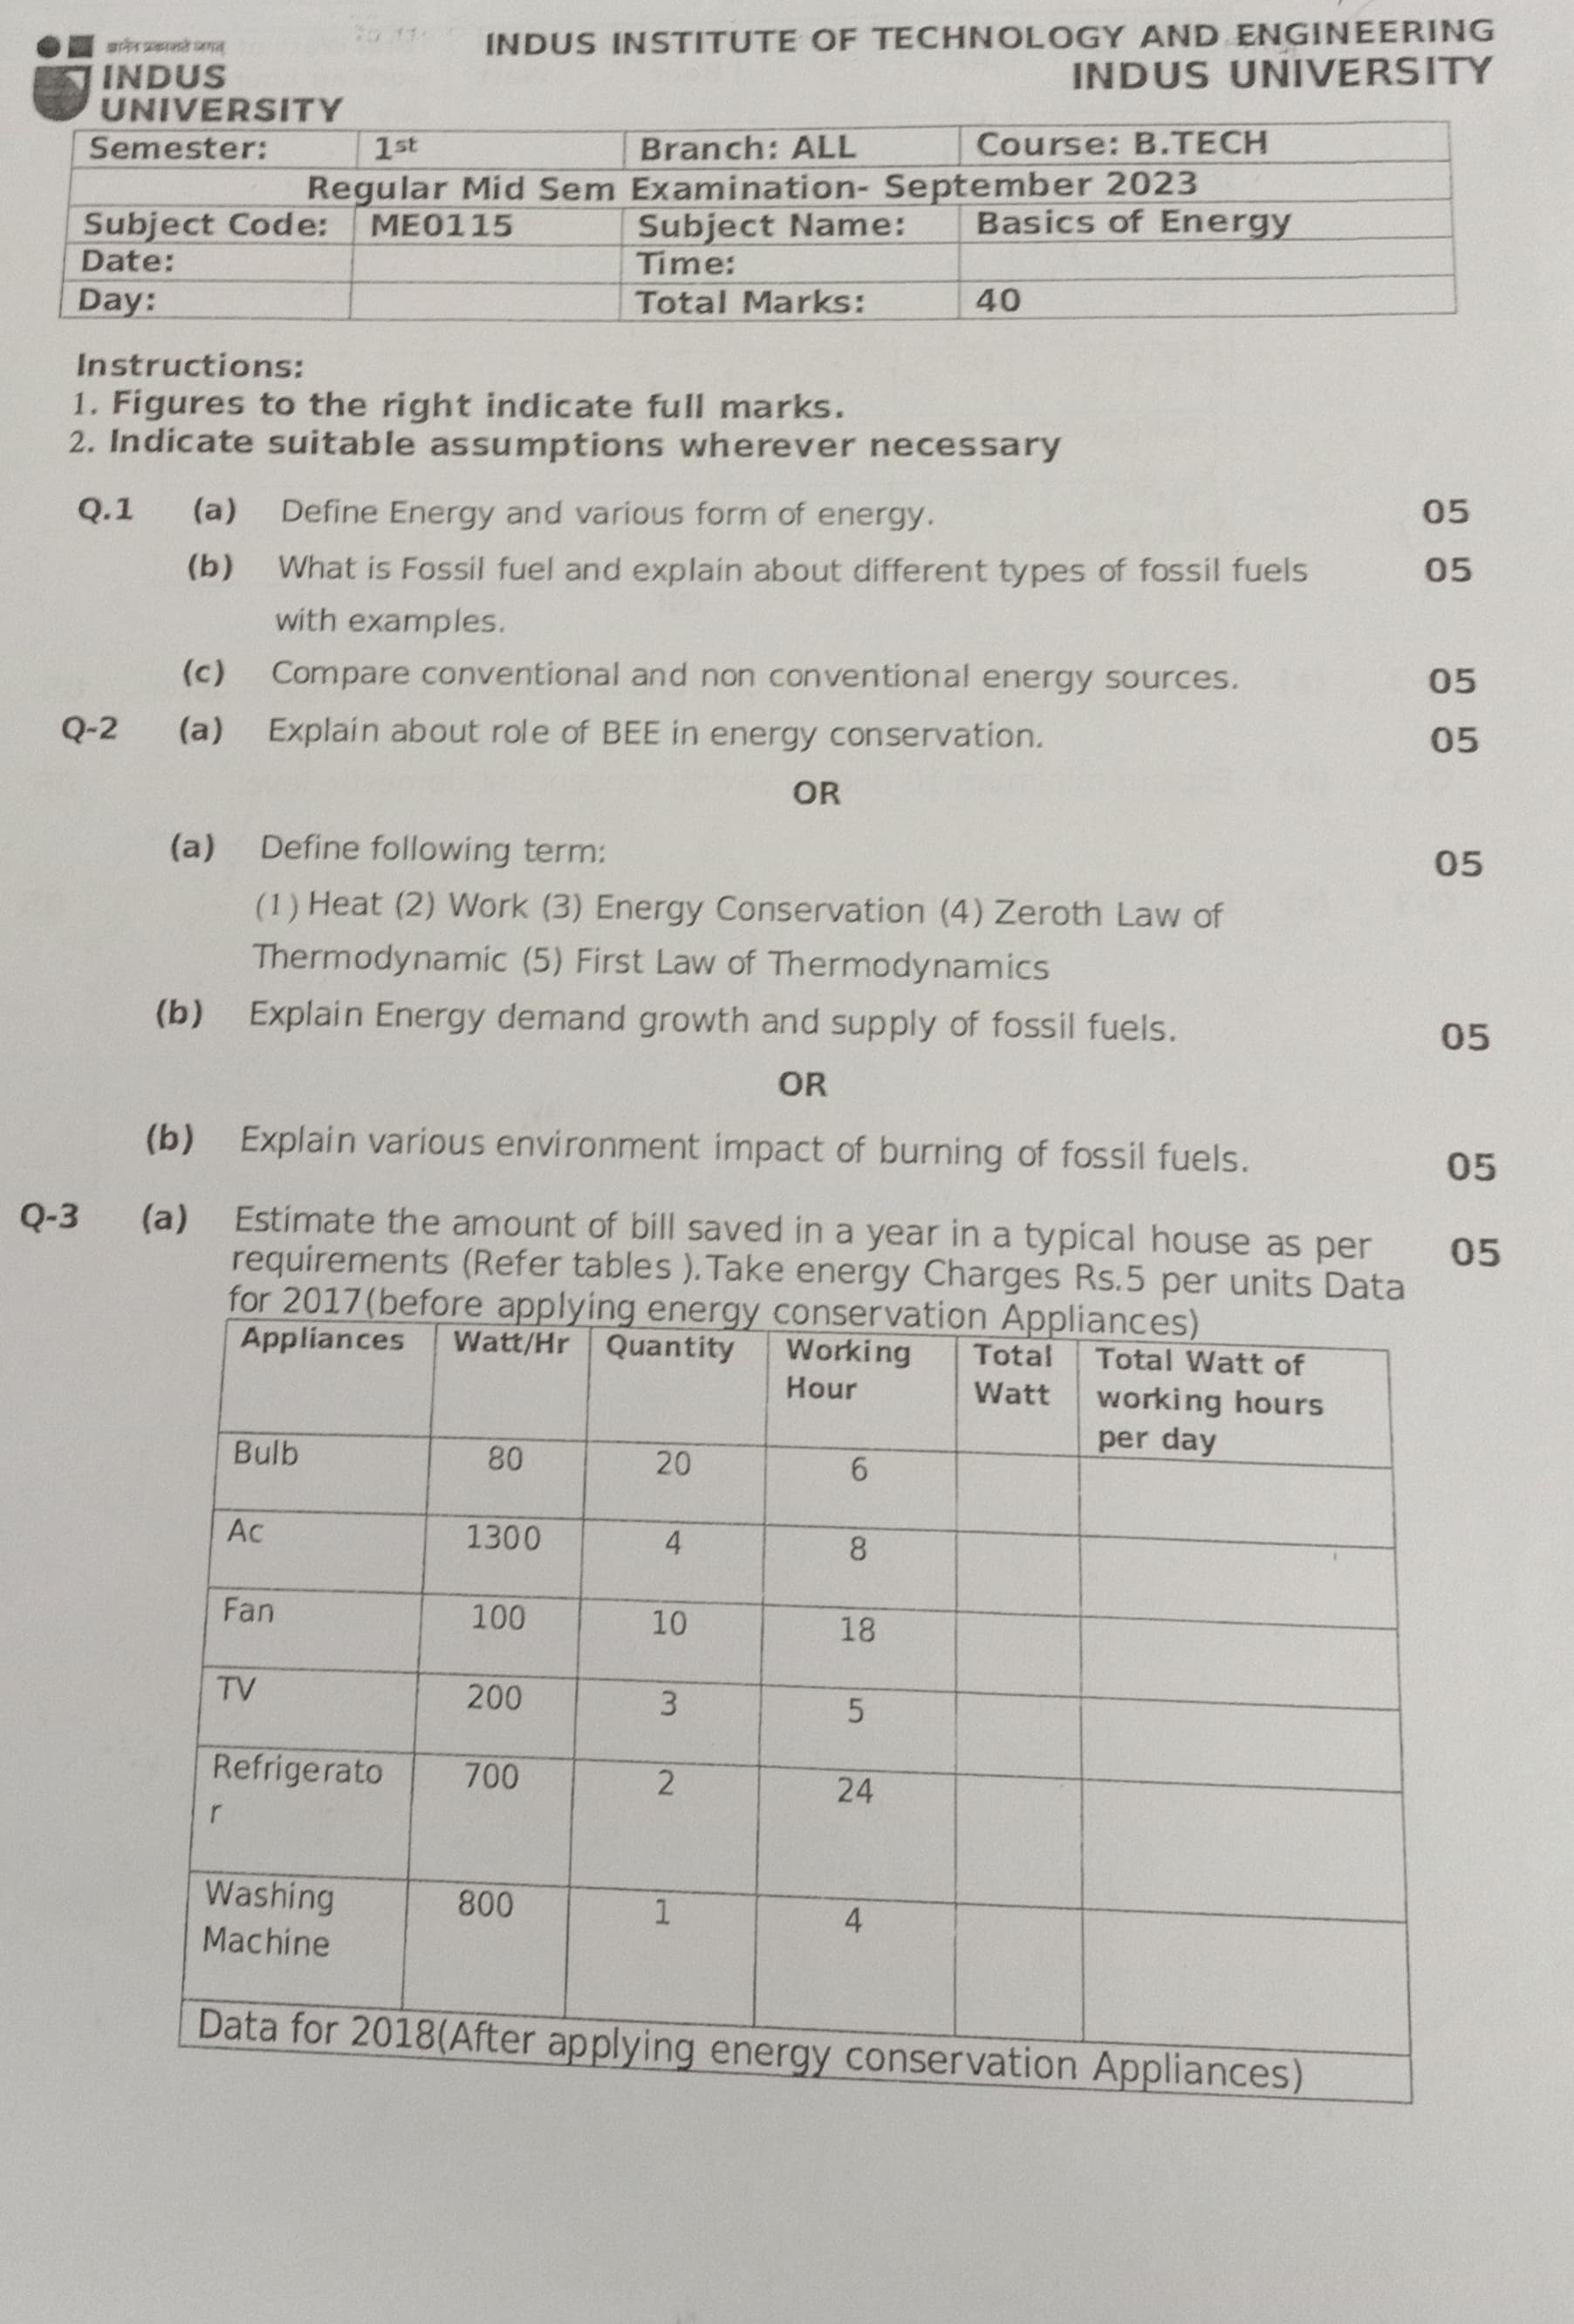 INDUS INSTITUTE OF TECHNOLOGY AND ENGINEERING
INDUS UNIVERSITY
INDUS
UNIVERSITY
Semester: 1st Branch: ALL Course: B.TECH
Regular Mid Sem Examination- September 2023
Subject Code: ME0115 Subject Name: Basics of Energy
Date: Time:
Day: Total Marks: 40
Instructions:
1. Figures to the right indicate full marks.
2. Indicate suitable assumptions wherever necessary
Q.1 (a) Define Energy and various form of energy. 05
(b) What is Fossil fuel and explain about different types of fossil fuels 05
with examples.
(c) Compare conventional and non conventional energy sources. 05
Q-2 (a) Explain about role of BEE in energy conservation. 05
OR
(a) Define following term: 05
(1) Heat (2) Work (3) Energy Conservation (4) Zeroth Law of
Thermodynamic (5) First Law of Thermodynamics
(b) Explain Energy demand growth and supply of fossil fuels. 05
OR
(b) Explain various environment impact of burning of fossil fuels. 05
Q-3 (a) Estimate the amount of bill saved in a year in a typical house as per 05
requirements (Refer tables ).Take energy Charges Rs.5 per units Data
for 2017(before applying energy conservation Appliances)
Appliances Watt/Hr Quantity Working Total Total Watt of
Hour Watt working hours
per day
Bulb 80 20 6
Ac 1300 4 8
Fan 100 10 18
TV 200 3 5
Refrigerato 700 2 24
r
Washing 800 1 4
Machine
Data for 2018(After applying energy conservation Appliances)